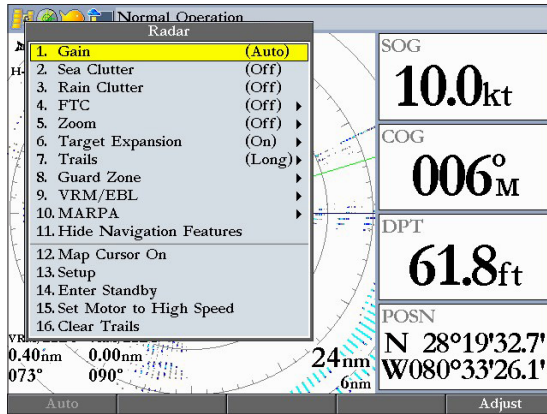 Normal Operation
Radar
1. Gain (Auto)
2. Sea Clutter (Off)
3. Rain Clutter (Off)
4. FTC (Off)
5. Zoom (Off)
6. Target Expansion (On)
7. Trails (Long)
8. Guard Zone
9. VRM/EBL
10. MARPA
11. Hide Navigation Features
12. Map Cursor On
13. Setup
14. Enter Standby
15. Set Motor to High Speed
16. Clear Trails
0.40nm 0.00nm
073° 090°
24nm
6nm
SOG
10.0kt
COG
006°M
DPT
61.8ft
POSN
N 28°19'32.7"
W080°33'26.1"
Auto Adjust